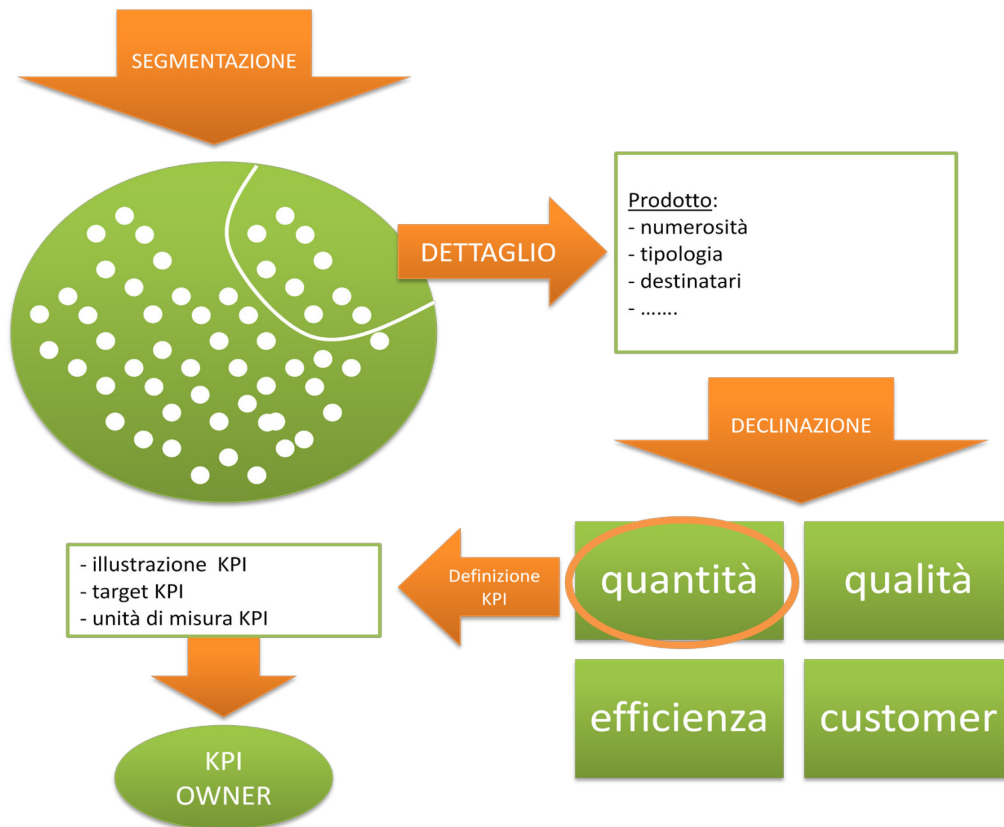 SEGMENTAZIONE
DETTAGLIO
Prodotto:
- numerosità
- tipologia
- destinatari
- …….
DECLINAZIONE
quantità
qualità
efficienza
customer
Definizione
KPI
- illustrazione  KPI
- target KPI
- unità di misura KPI
KPI
OWNER